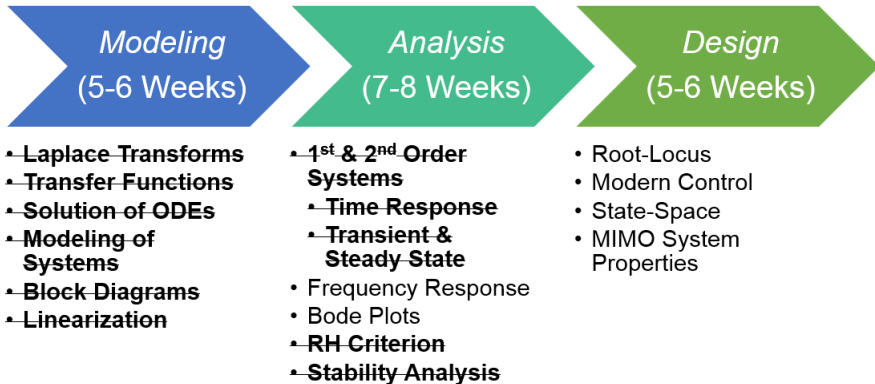 Modeling
(5-6 Weeks)
Analysis
(7-8 Weeks)
Design
(5-6 Weeks)
• Laplace Transforms
• Transfer Functions
• Solution of ODEs
• Modeling of
Systems
• Block Diagrams
• Linearization
• 1st & 2nd Order
Systems
• Time Response
• Transient &
Steady State
• Frequency Response
• Bode Plots
• RH Criterion
• Stability Analysis
• Root-Locus
• Modern Control
• State-Space
• MIMO System
Properties